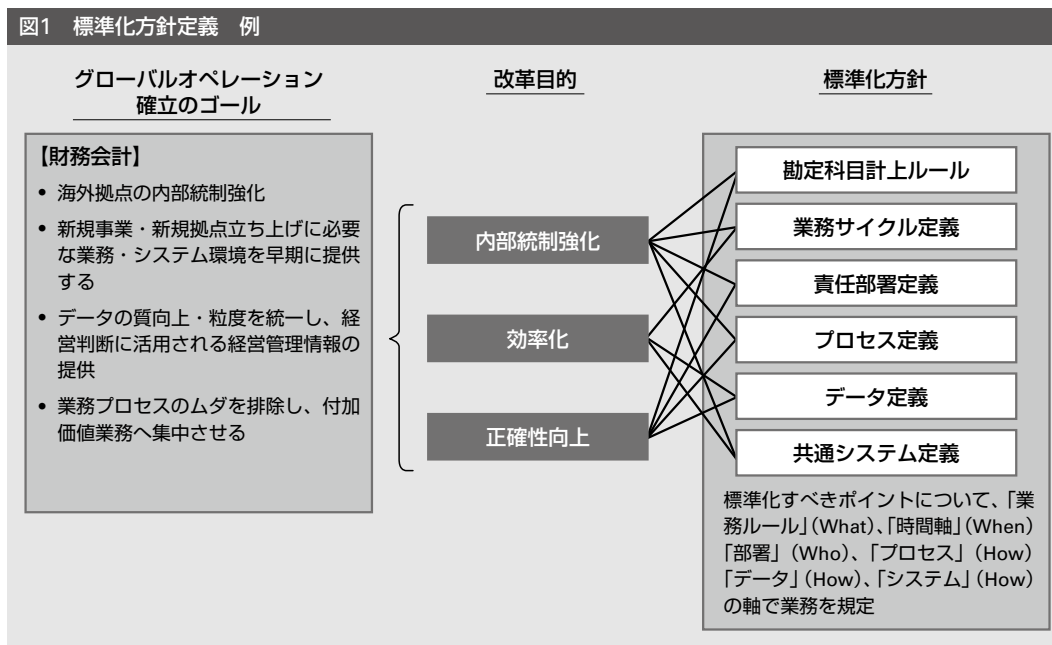 図1 標準化方針定義 例
グローバルオペレーション
確立のゴール
改革目的
標準化方針
【財務会計】
• 海外拠点の内部統制強化
• 新規事業・新規拠点立ち上げに必要
な業務・システム環境を早期に提供
する
• データの質向上・粒度を統一し、経
営判断に活用される経営管理情報の
提供
• 業務プロセスのムダを排除し、付加
価値業務へ集中させる
内部統制強化
効率化
正確性向上
勘定科目計上ルール
業務サイクル定義
責任部署定義
プロセス定義
データ定義
共通システム定義
標準化すべきポイントについて、「業
務ルール」（What）、「時間軸」（When）
「部署」（Who）、「プロセス」（How）
「データ」（How）、「システム」（How）
の軸で業務を規定